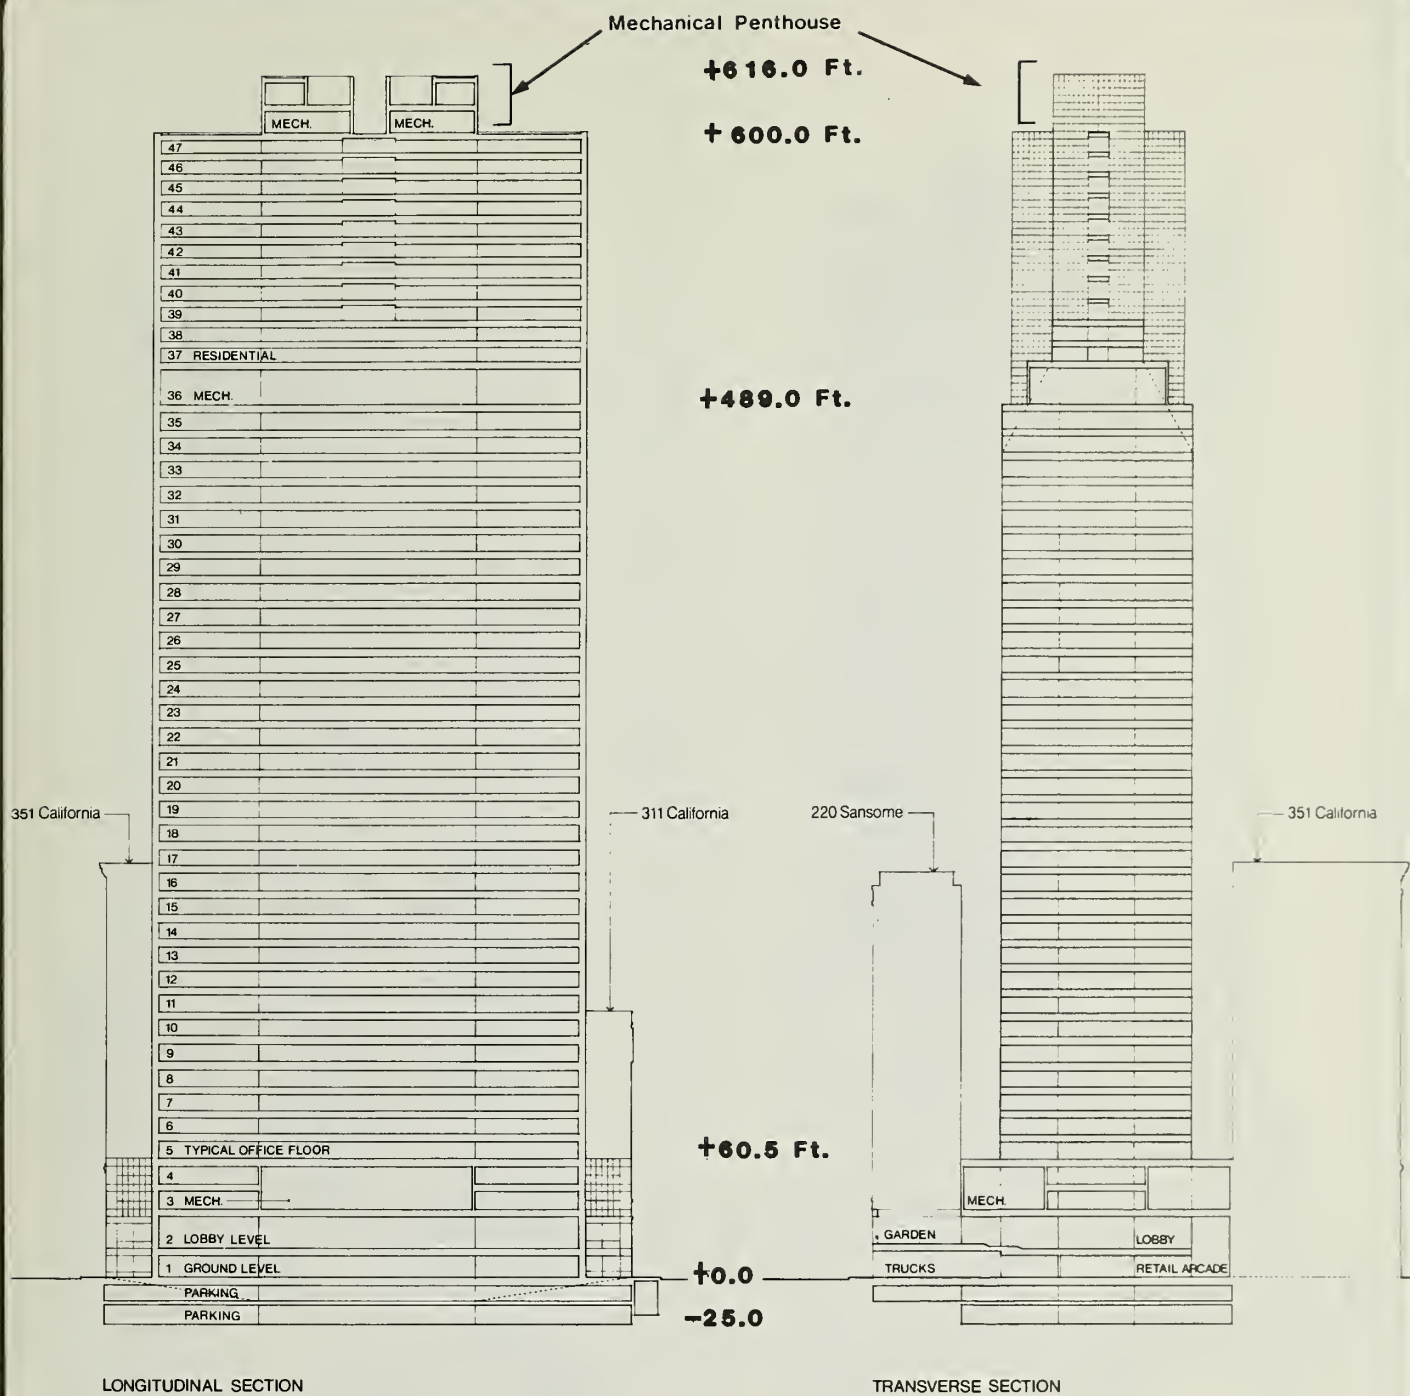 Mechanical Penthouse
+616.0 Ft.
MECH. MECH.
+600.0 Ft.
47
46
45
44
43
42
41
40
39
38
37 RESIDENTIAL
36 MECH.
+489.0 Ft.
35
34
33
32
31
30
29
28
27
26
25
24
23
22
21
20
351 California
19
311 California
220 Sansome
351 California
18
17
16
15
14
13
12
11
10
9
8
7
6
5 TYPICAL OFFICE FLOOR
+60.5 Ft.
4
3 MECH.
MECH.
2 LOBBY LEVEL
GARDEN
LOBBY
1 GROUND LEVEL
+0.0
TRUCKS
RETAIL ARCADE
PARKING
PARKING
-25.0
LONGITUDINAL SECTION
TRANSVERSE SECTION